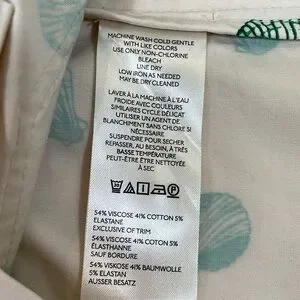 MACHINE WASH COLD GENTLE
WITH LIKE COLORS
USE ONLY NON-CHLORINE
BLEACH
LINE DRY
LOW IRON AS NEEDED
MAY BE DRY CLEANED
LAVER À LA MACHINE À L'EAU
FROIDE AVEC COULEURS
SIMILAIRES CYCLE DÉLICAT
UTILISER UN AGENT DE
BLANCHIMENT SANS CHLORE SI
NÉCESSAIRE
SUSPENDRE POUR SÉCHER
REPASSER, AU BESOIN, À TRÈS
BASSE TEMPÉRATURE
PEUT-ÊTRE ÊTRE NETTOYÉE
À SEC
54% VISCOSE 41% COTTON 5%
ELASTANE
EXCLUSIVE OF TRIM
54% VISCOSE 41% COTON 5%
ÉLASTHANNE
SAUF BORDURE
54% VISKOSE 41% BAUMWOLLE
5% ELASTAN
AUSSER BESATZ